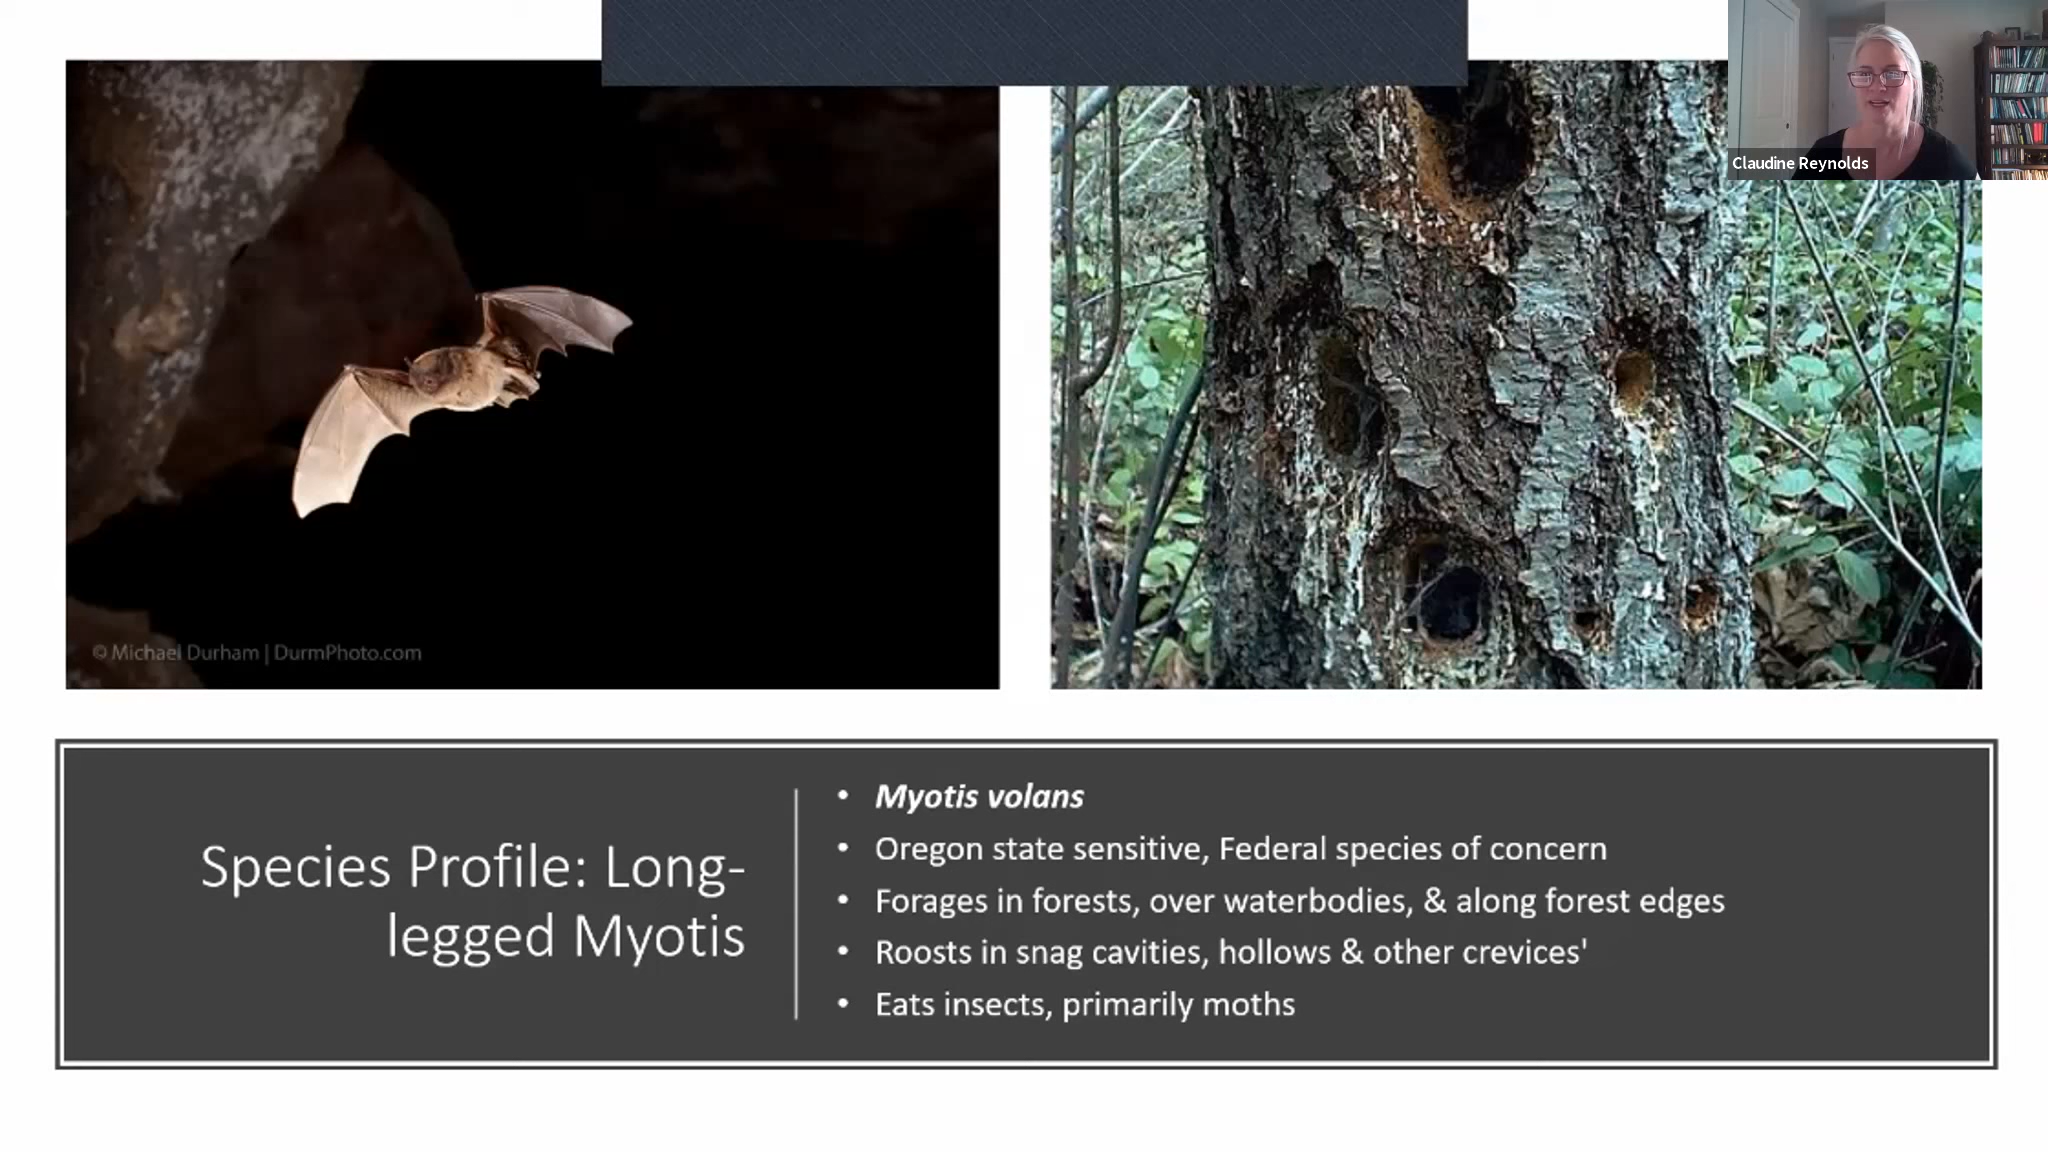 Claudine Reynolds
© Michael Durham | DurmPhoto.com
Species Profile: Long-
legged Myotis
• Myotis volans
• Oregon state sensitive, Federal species of concern
• Forages in forests, over waterbodies, & along forest edges
• Roosts in snag cavities, hollows & other crevices'
• Eats insects, primarily moths